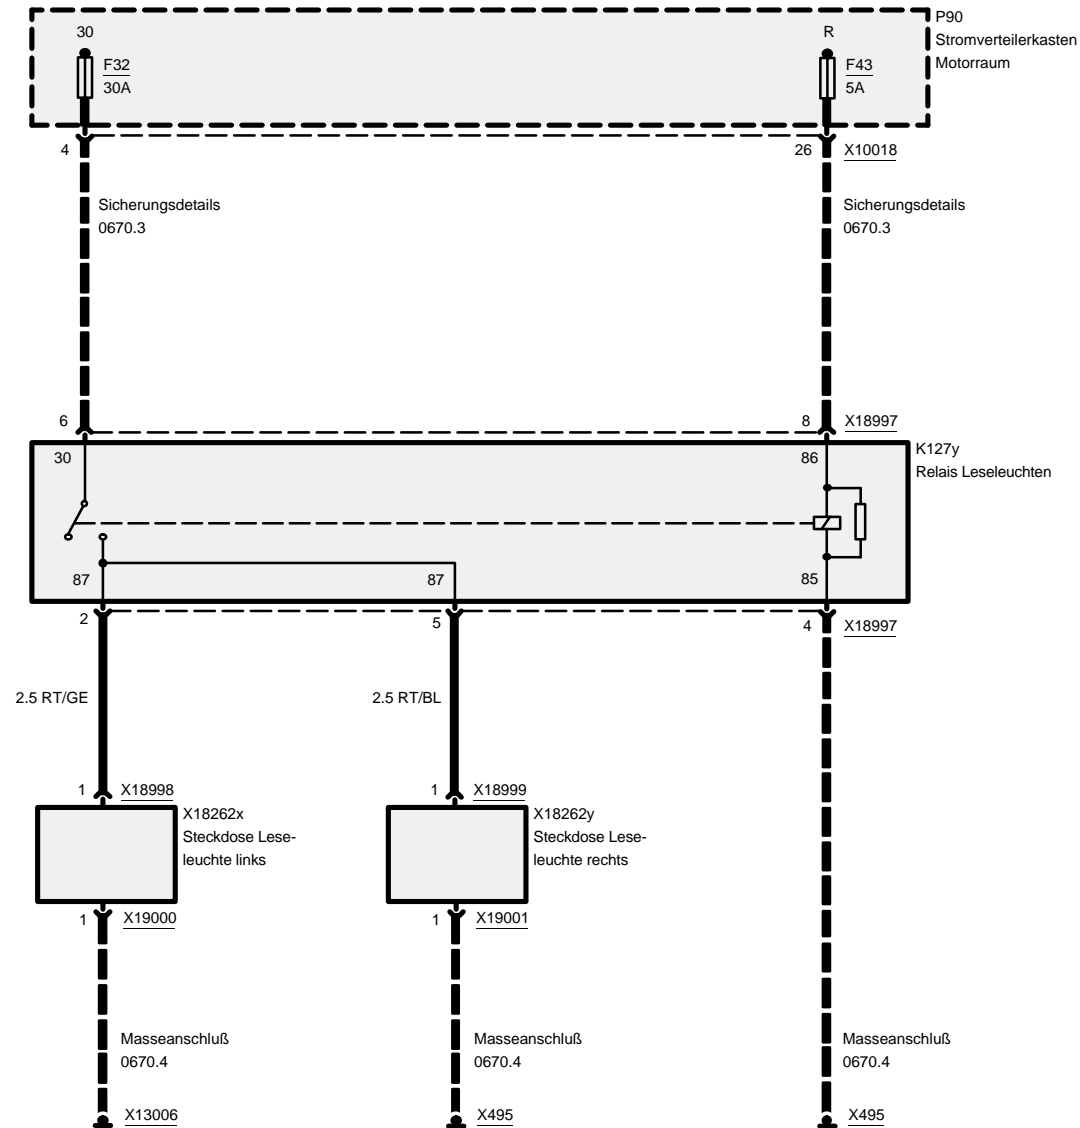 P90
Stromverteilerkasten
Motorraum
30
F32
30A
R
F43
5A
4
26
X10018
Sicherungsdetails
0670.3
Sicherungsdetails
0670.3
6
8
X18997
K127y
Relais Leseleuchten
30
86
87
87
85
2
5
4
X18997
2.5 RT/GE
2.5 RT/BL
1
X18998
1
X18999
X18262x
Steckdose Lese-
leuchte links
X18262y
Steckdose Lese-
leuchte rechts
1
X19000
1
X19001
Masseanschluß
0670.4
Masseanschluß
0670.4
Masseanschluß
0670.4
X13006
X495
X495